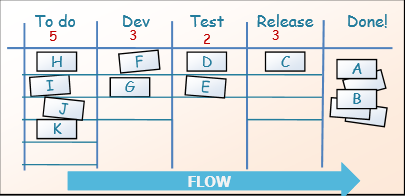 To do Dev Test Release Done!
5 3 2 3
H F D C A
I G E B
J
K
FLOW